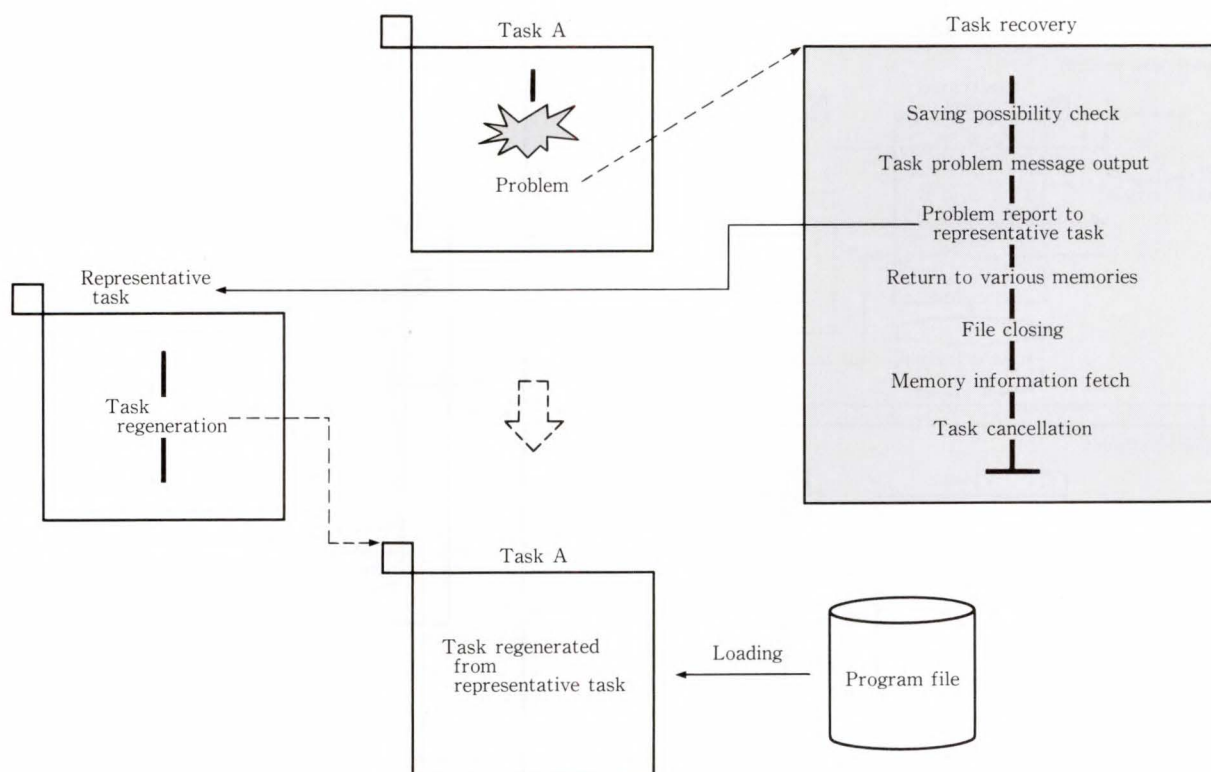 Task A
Problem
Task recovery
Saving possibility check
Task problem message output
Problem report to
representative task
Return to various memories
File closing
Memory information fetch
Task cancellation
Representative
task
Task
regeneration
Task A
Task regenerated
from
representative task
Loading
Program file